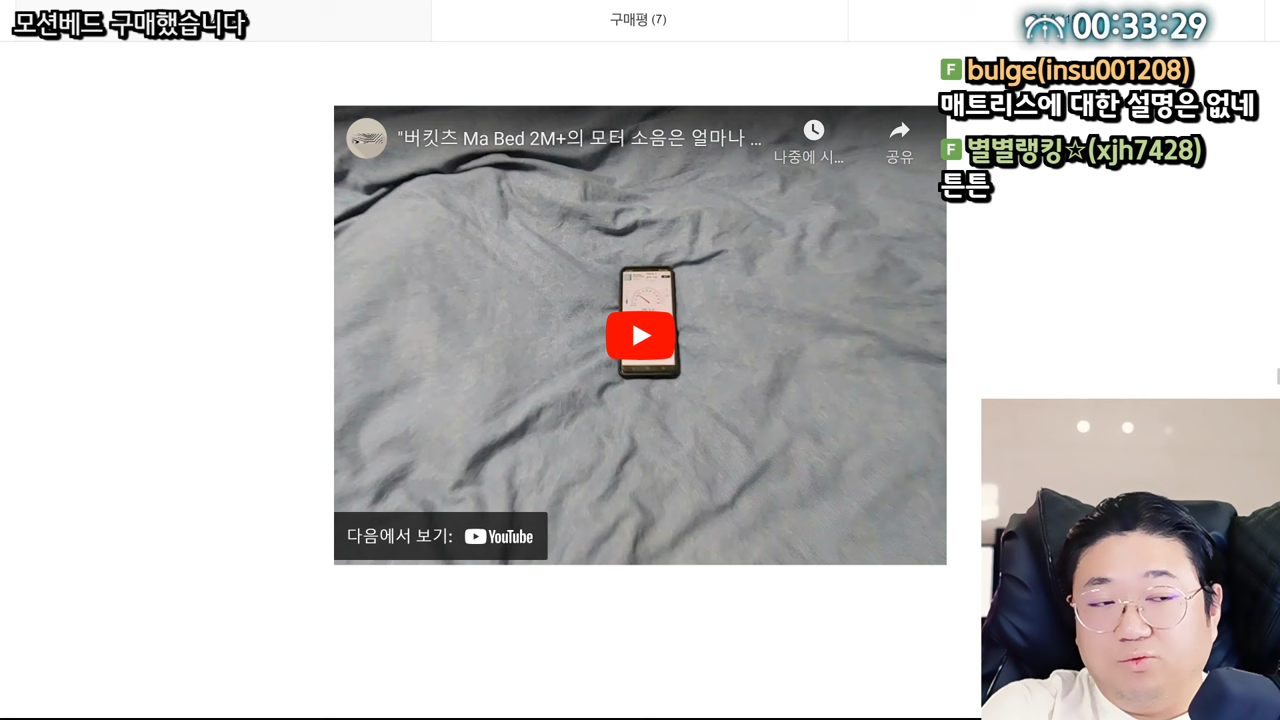 모션베드 구매했습니다
구매평 (7)
00:33:29
F bulge(insu001208)
매트리스에 대한 설명은 없네
F 별별랭킹☆(xjh7428)
튼튼
"버킷츠 Ma Bed 2M+의 모터 소음은 얼마나 ...
나중에 시...
공유
다음에서 보기: YouTube